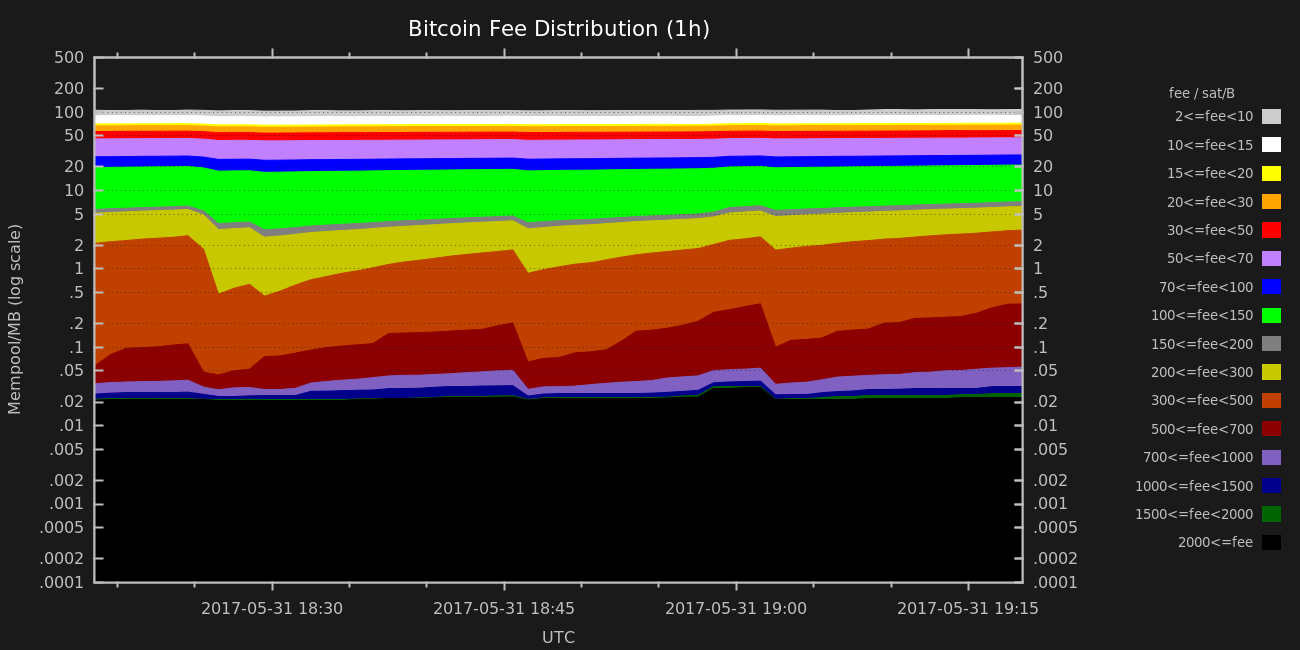 Bitcoin Fee Distribution (1h)
Mempool/MB (log scale)
500
200
100
50
20
10
5
2
1
.5
.2
.1
.05
.02
.01
.005
.002
.001
.0005
.0002
.0001
500
200
100
50
20
10
5
2
1
.5
.2
.1
.05
.02
.01
.005
.002
.001
.0005
.0002
.0001
2017-05-31 18:30
2017-05-31 18:45
2017-05-31 19:00
2017-05-31 19:15
UTC
fee / sat/B
2<=fee<10
10<=fee<15
15<=fee<20
20<=fee<30
30<=fee<50
50<=fee<70
70<=fee<100
100<=fee<150
150<=fee<200
200<=fee<300
300<=fee<500
500<=fee<700
700<=fee<1000
1000<=fee<1500
1500<=fee<2000
2000<=fee